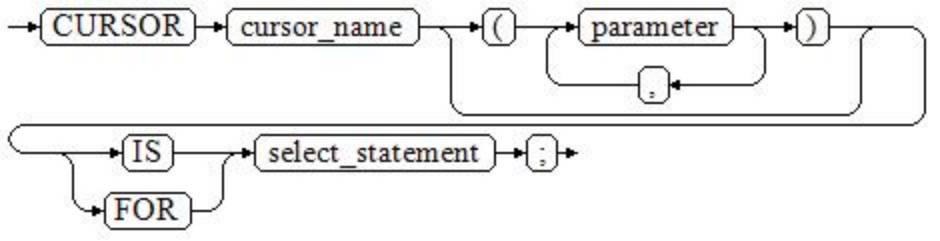 CURSOR cursor_name ( parameter )
,
IS select_statement ;
FOR